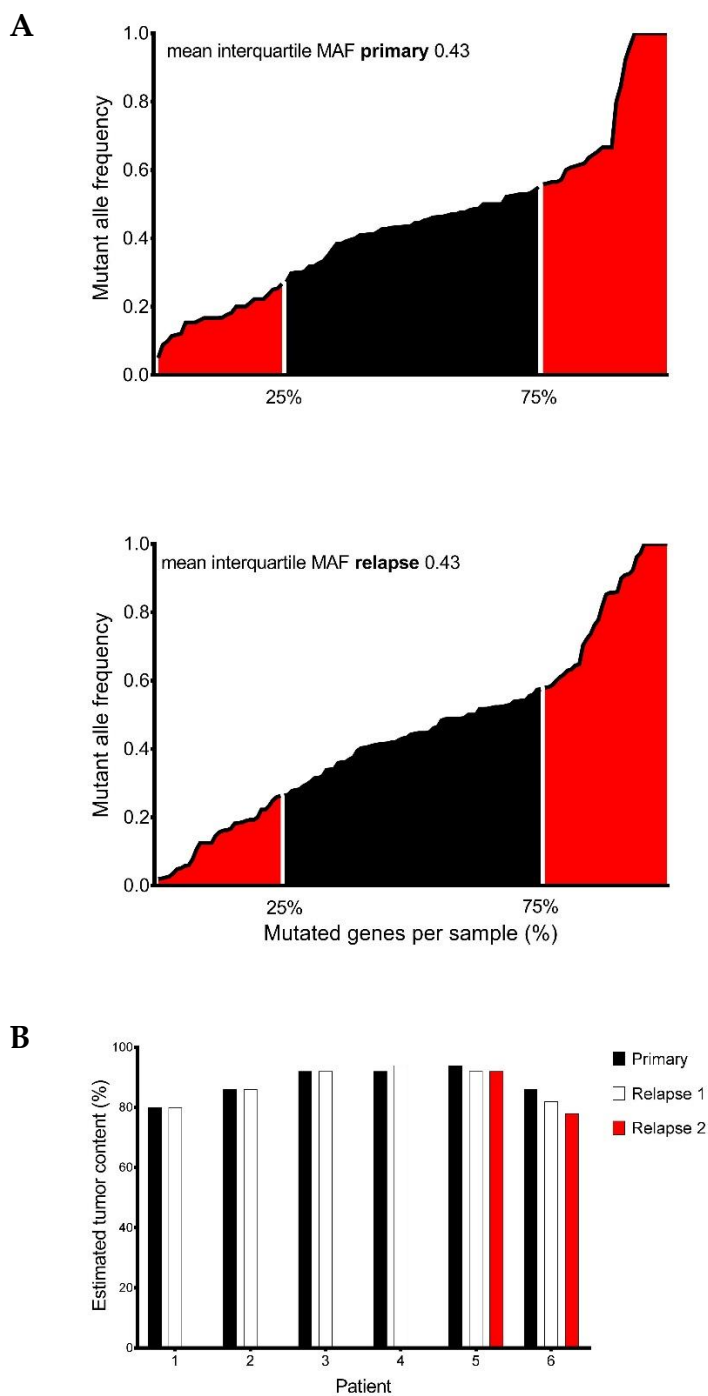 A
mean interquartile MAF primary 0.43
Mutant alle frequency
1.0
0.8
0.6
0.4
0.2
0.0
25%
75%
mean interquartile MAF relapse 0.43
Mutant alle frequency
1.0
0.8
0.6
0.4
0.2
0.0
25%
75%
Mutated genes per sample (%)
B
Estimated tumor content (%)
100
80
60
40
20
0
1
2
3
4
5
6
Patient
Primary
Relapse 1
Relapse 2